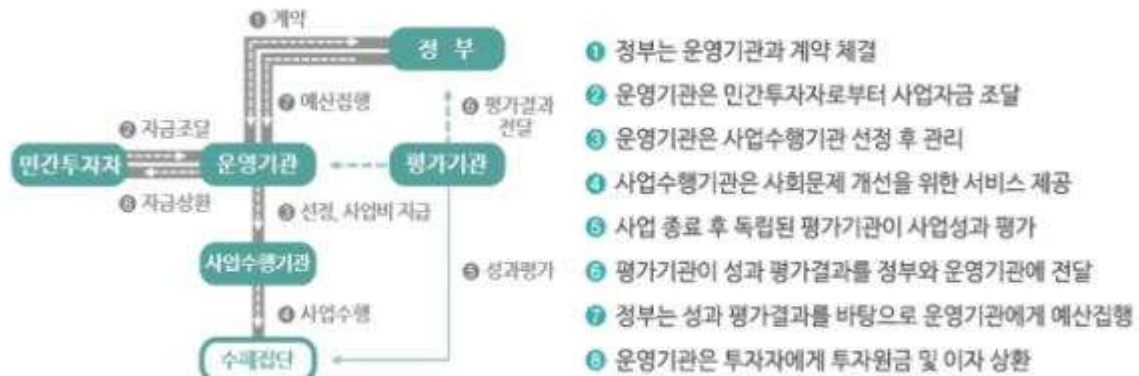 ❶ 계약
정 부
❼ 예산집행
❻ 평가결과
전달
❷ 자금조달
민간투자자
운영기관
평가기관
❽ 자금상환
❸ 선정, 사업비 지급
사업수행기관
❺ 성과평가
❹ 사업수행
수혜집단
❶ 정부는 운영기관과 계약 체결
❷ 운영기관은 민간투자자로부터 사업자금 조달
❸ 운영기관은 사업수행기관 선정 후 관리
❹ 사업수행기관은 사회문제 개선을 위한 서비스 제공
❺ 사업 종료 후 독립된 평가기관이 사업성과 평가
❻ 평가기관이 성과 평가결과를 정부와 운영기관에 전달
❼ 정부는 성과 평가결과를 바탕으로 운영기관에게 예산집행
❽ 운영기관은 투자자에게 투자원금 및 이자 상환